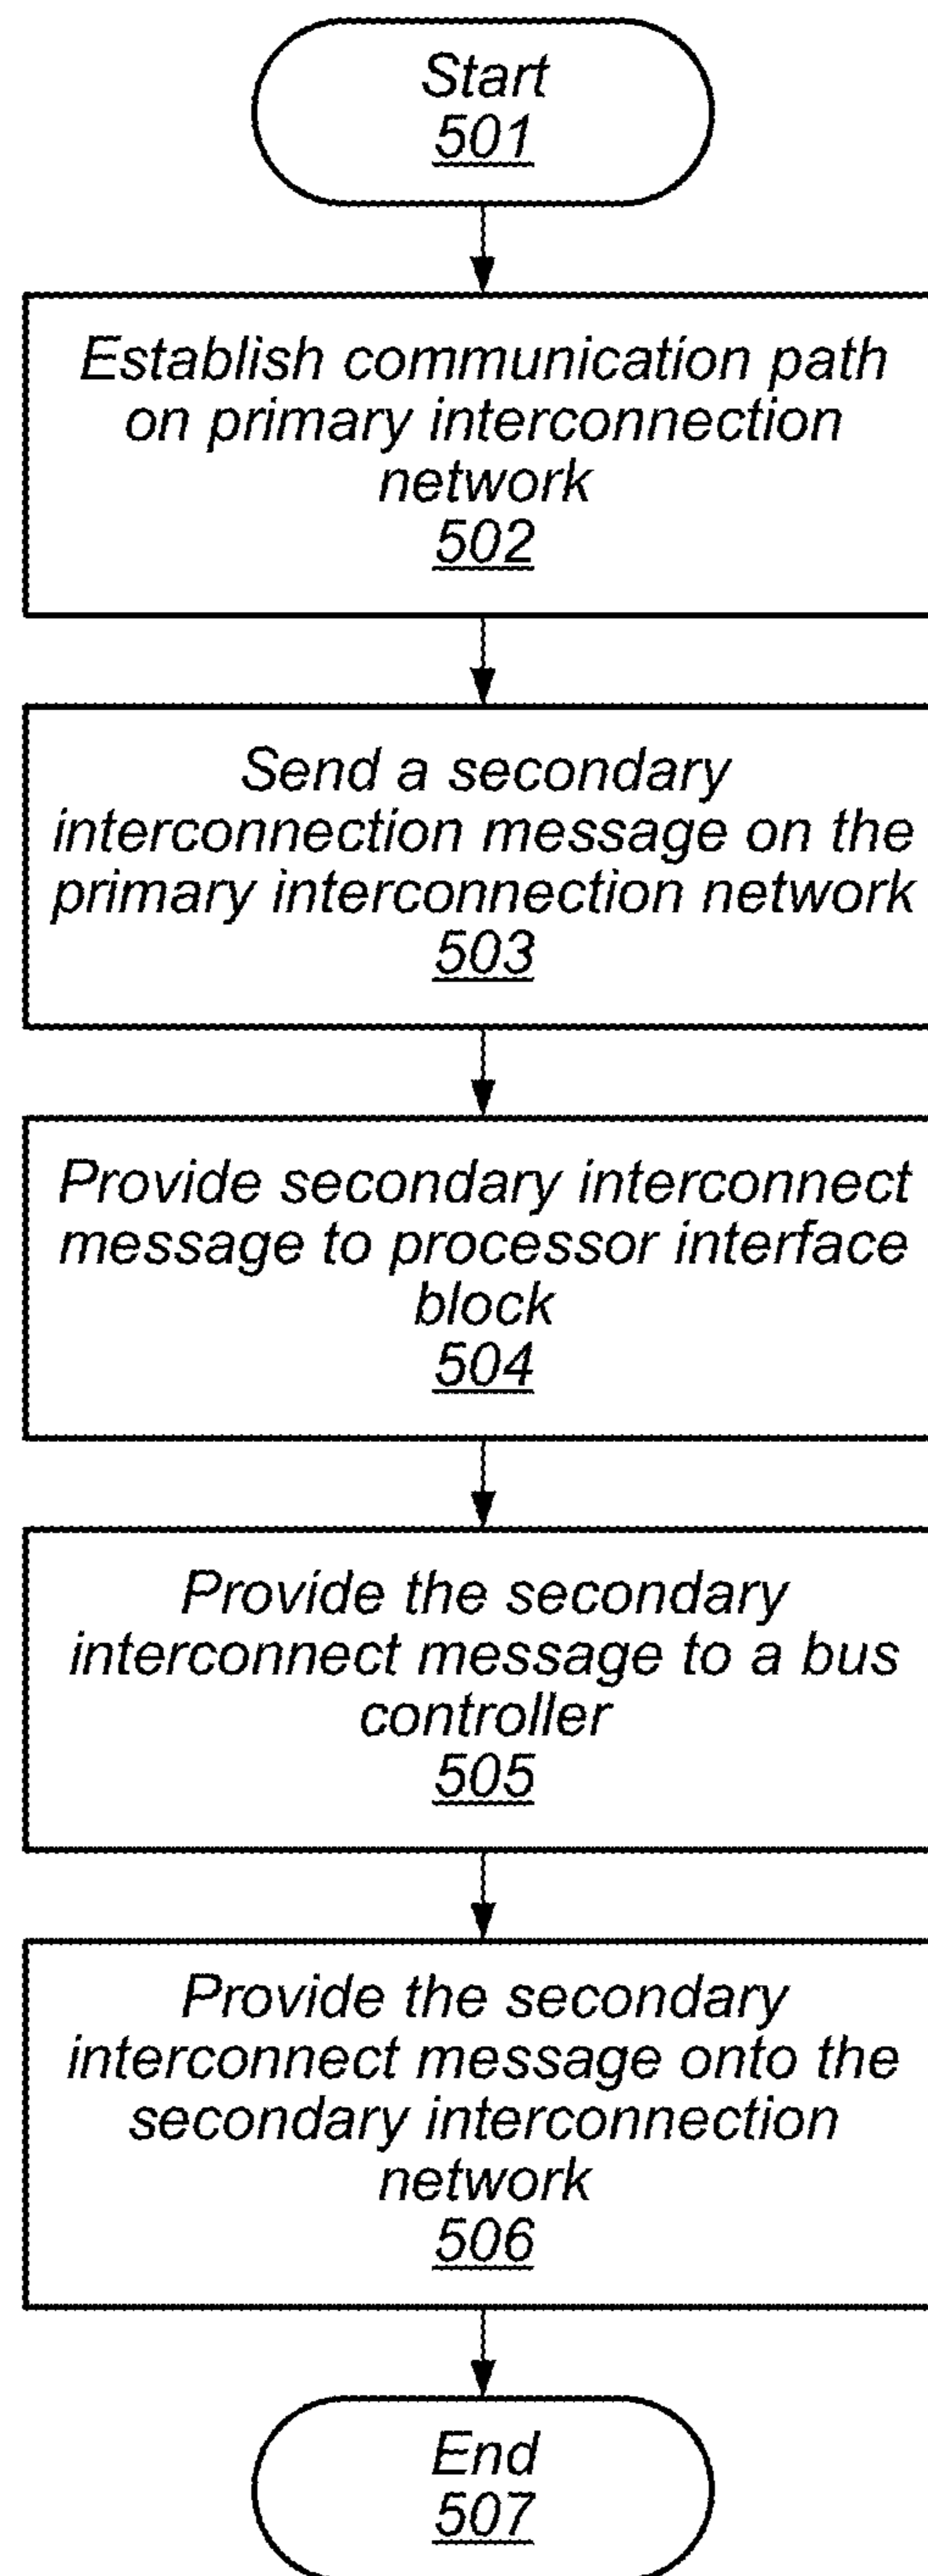 Start
501
Establish communication path
on primary interconnection
network
502
Send a secondary
interconnection message on the
primary interconnection network
503
Provide secondary interconnect
message to processor interface
block
504
Provide the secondary
interconnect message to a bus
controller
505
Provide the secondary
interconnect message onto the
secondary interconnection
network
506
End
507